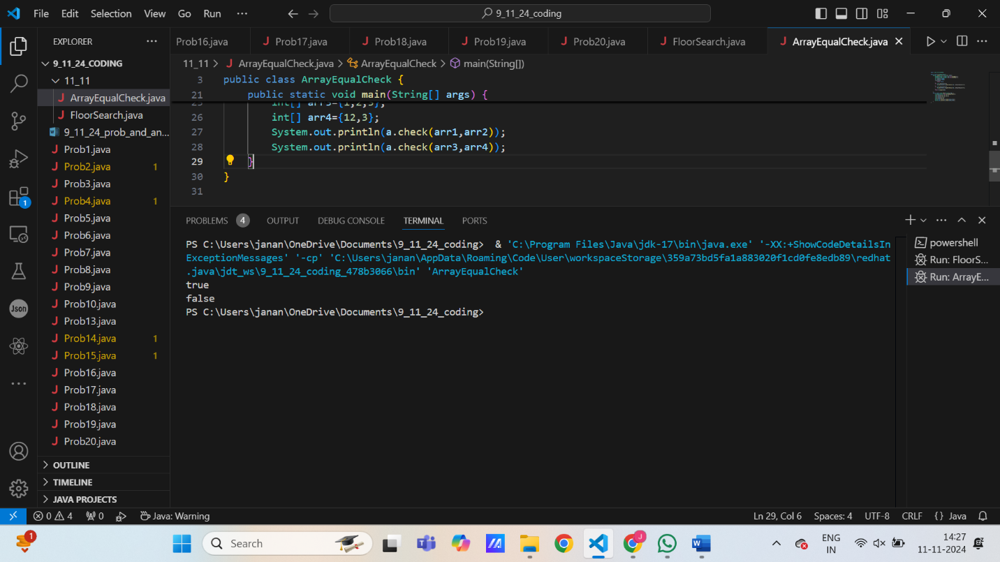 File Edit Selection View Go Run ··· 9_11_24_coding
EXPLORER
9_11_24_CODING
11_11
ArrayEqualCheck.java
FloorSearch.java
9_11_24_prob_and_an...
Prob1.java
Prob2.java 1
Prob3.java
Prob4.java 1
Prob5.java
Prob6.java
Prob7.java
Prob8.java
Prob9.java
Prob10.java
Prob13.java
Prob14.java 1
Prob15.java 1
Prob16.java
Prob17.java
Prob18.java
Prob19.java
Prob20.java
OUTLINE
TIMELINE
JAVA PROJECTS
1
Json
Prob16.java Prob17.java Prob18.java Prob19.java Prob20.java FloorSearch.java ArrayEqualCheck.java
11_11 > ArrayEqualCheck.java > ArrayEqualCheck > main(String[])
3 public class ArrayEqualCheck {
21 public static void main(String[] args) {
25 int[] arr3={1,2,3};
26 int[] arr4={12,3};
27 System.out.println(a.check(arr1,arr2));
28 System.out.println(a.check(arr3,arr4));
29 }
30 }
31
PROBLEMS 4 OUTPUT DEBUG CONSOLE TERMINAL PORTS
PS C:\Users\janan\OneDrive\Documents\9_11_24_coding> & 'C:\Program Files\Java\jdk-17\bin\java.exe' '-XX:+ShowCodeDetailsIn
ExceptionMessages' '-cp' 'C:\Users\janan\AppData\Roaming\Code\User\workspaceStorage\359a73bd5fa1a883020f1cd0fe8edb89\redhat
.java\jdt_ws\9_11_24_coding_478b3066\bin' 'ArrayEqualCheck'
true
false
PS C:\Users\janan\OneDrive\Documents\9_11_24_coding>
powershell
Run: FloorS...
Run: ArrayE...
0 4 0 Java: Warning Ln 29, Col 6 Spaces: 4 UTF-8 CRLF {} Java
1 Search J ENG 14:27
IN 11-11-2024